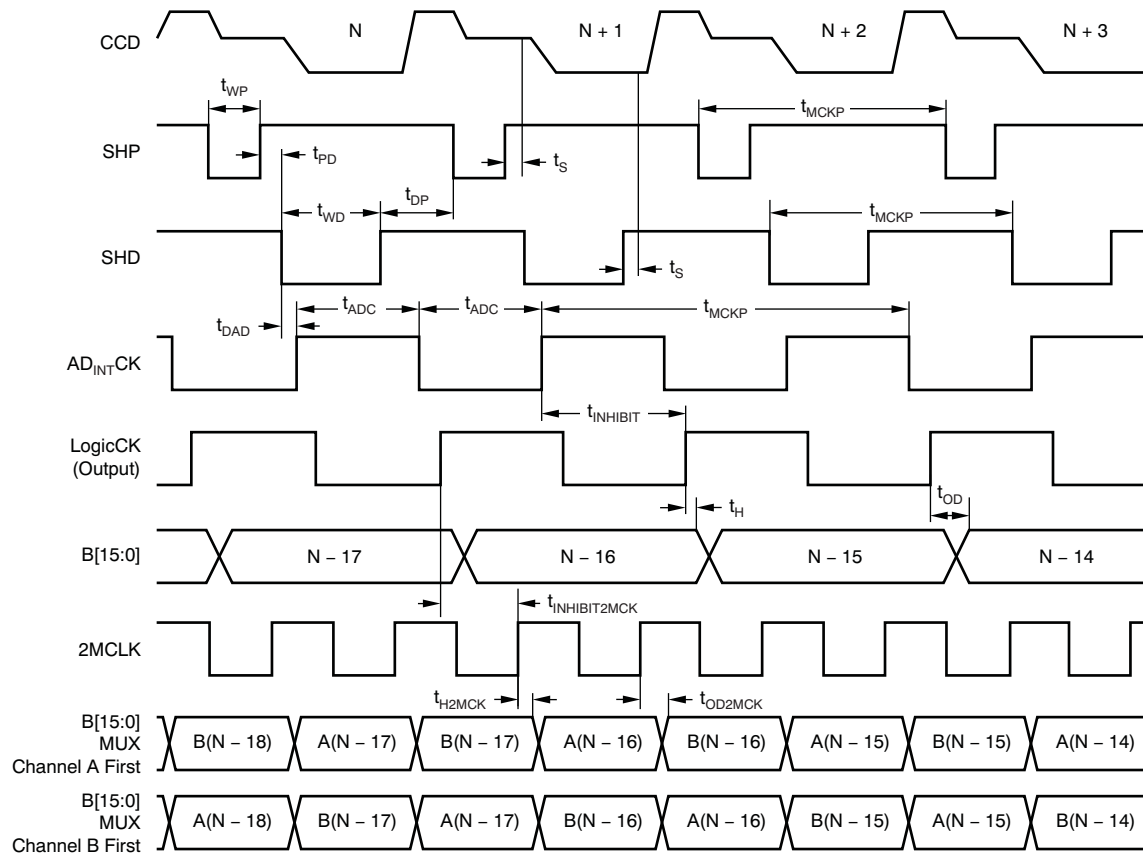 CCD
N
N + 1
N + 2
N + 3
tWP
tMCKP
SHP
tPD
tS
tDP
tWD
tMCKP
SHD
tS
tADC
tADC
tMCKP
tDAD
ADINTCK
tINHIBIT
LogicCK
(Output)
tH
tOD
B[15:0]
N − 17
N − 16
N − 15
N − 14
tINHIBIT2MCK
2MCLK
tH2MCK
tOD2MCK
B[15:0]
MUX
Channel A First
B(N − 18)
A(N − 17)
B(N − 17)
A(N − 16)
B(N − 16)
A(N − 15)
B(N − 15)
A(N − 14)
B[15:0]
MUX
Channel B First
A(N − 18)
B(N − 17)
A(N − 17)
B(N − 16)
A(N − 16)
B(N − 15)
A(N − 15)
B(N − 14)